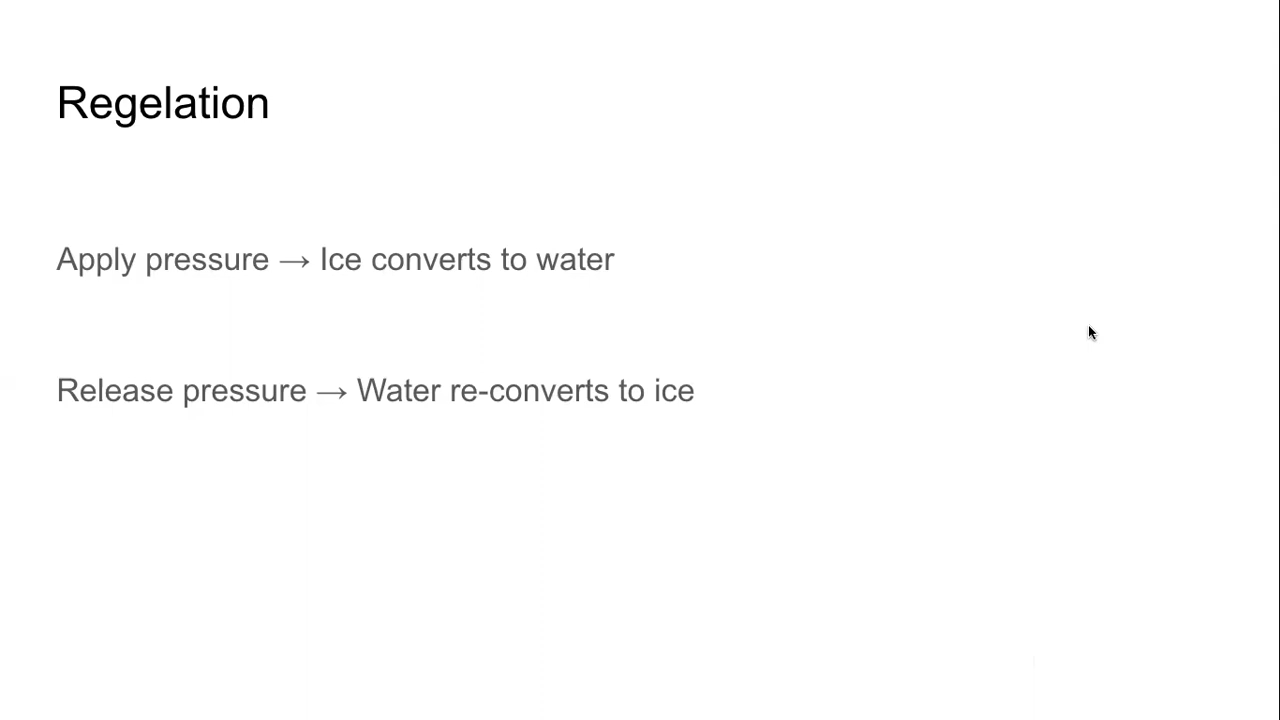 Regelation
Apply pressure → Ice converts to water
Release pressure → Water re-converts to ice